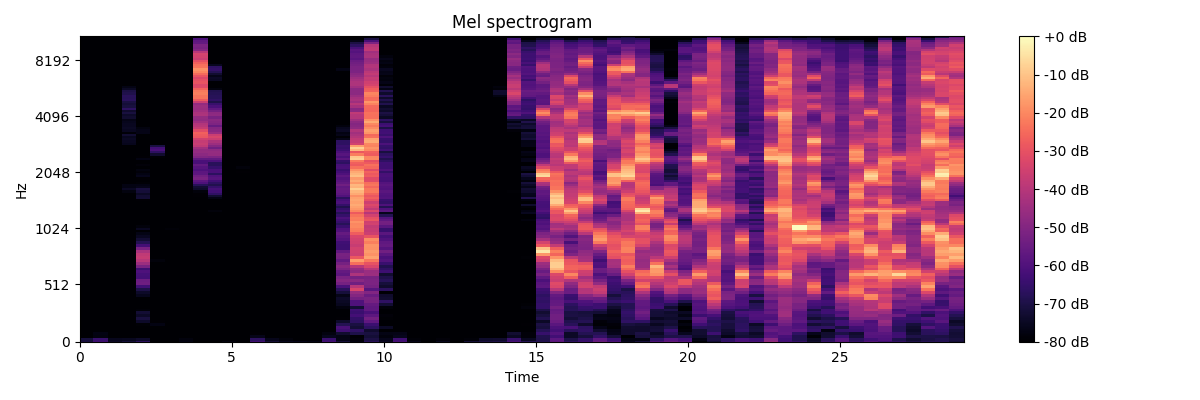 Mel spectrogram
8192
4096
2048
1024
512
0
Hz
0 5 10 15 20 25
Time
+0 dB
-10 dB
-20 dB
-30 dB
-40 dB
-50 dB
-60 dB
-70 dB
-80 dB